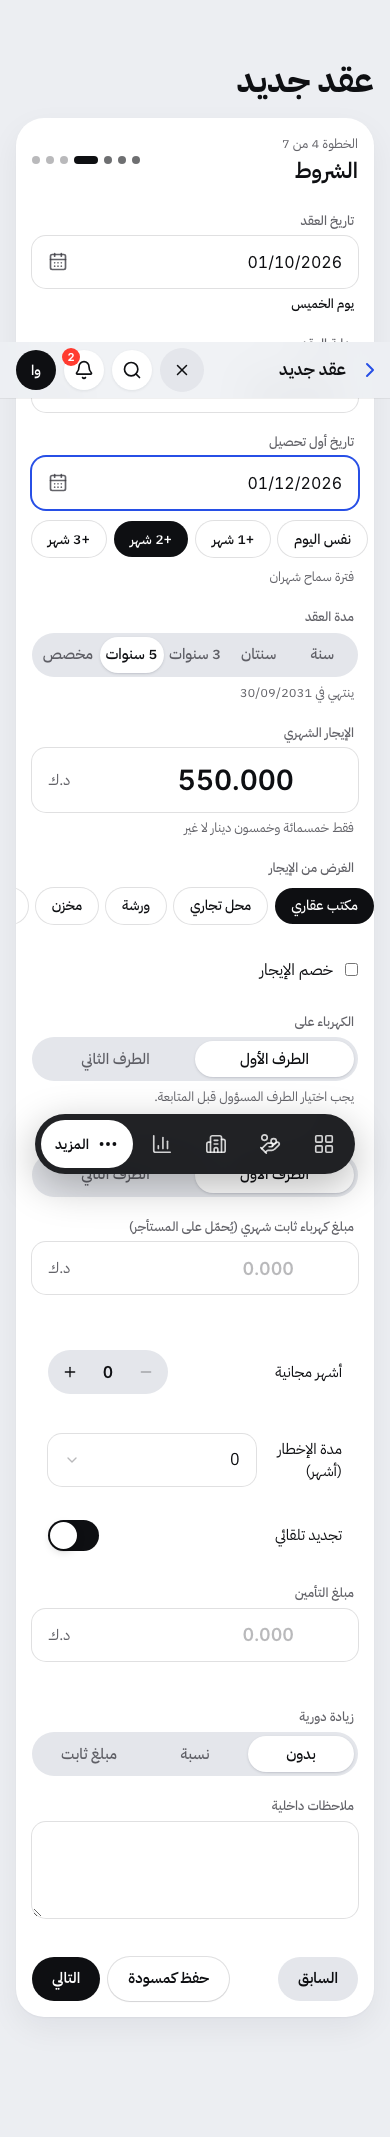 عقد جديد
الخطوة 4 من 7
الشروط
تاريخ العقد
01/10/2026
يوم الخميس
عقد جديد
2
وا
تاريخ أول تحصيل
01/12/2026
نفس اليوم
+1 شهر
+2 شهر
+3 شهر
فترة سماح شهران
مدة العقد
سنة
سنتان
3 سنوات
5 سنوات
مخصص
ينتهي في 30/09/2031
الإيجار الشهري
550.000
د.ك
فقط خمسمائة وخمسون دينار لا غير
الغرض من الإيجار
مكتب عقاري
محل تجاري
ورشة
مخزن
خصم الإيجار
الكهرباء على
الطرف الأول
الطرف الثاني
يجب اختيار الطرف المسؤول قبل المتابعة.
المزيد
الطرف الأول
الطرف الثاني
مبلغ كهرباء ثابت شهري (يُحمّل على المستأجر)
0.000
د.ك
أشهر مجانية
0
مدة الإخطار
(أشهر)
0
تجديد تلقائي
مبلغ التأمين
0.000
د.ك
زيادة دورية
بدون
نسبة
مبلغ ثابت
ملاحظات داخلية
السابق
حفظ كمسودة
التالي